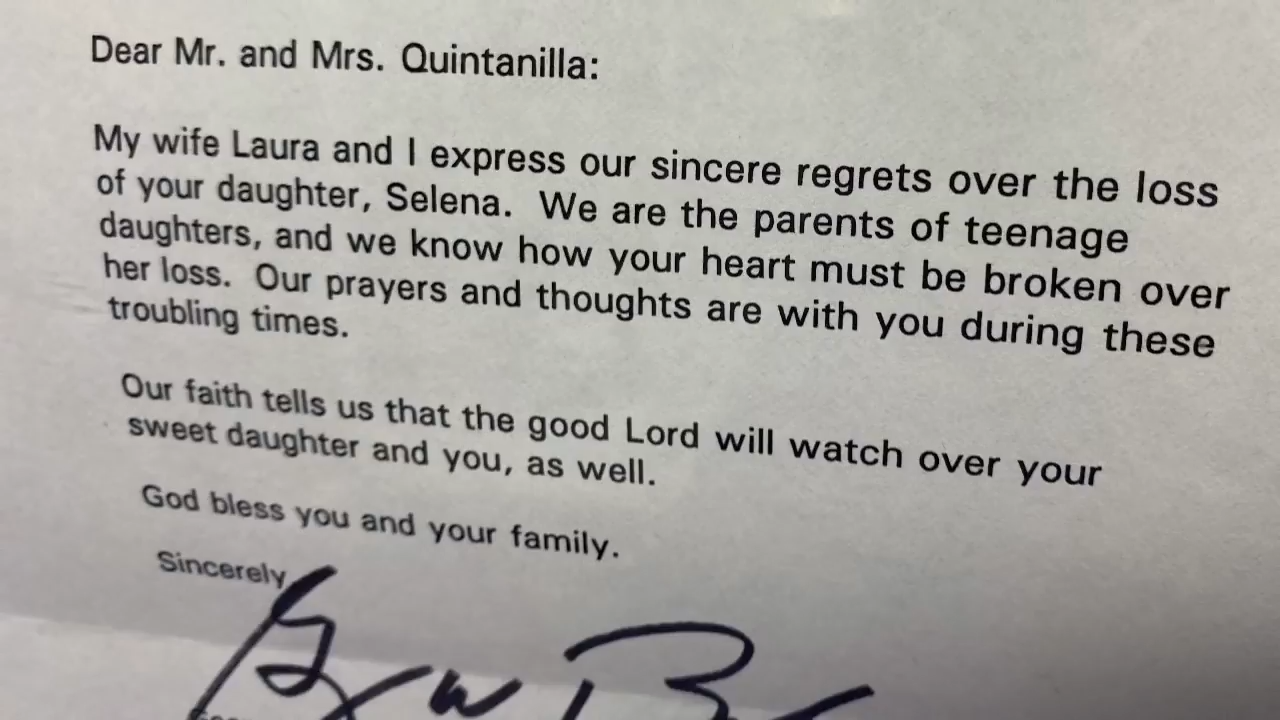 Dear Mr. and Mrs. Quintanilla:
My wife Laura and I express our sincere regrets over the loss
of your daughter, Selena. We are the parents of teenage
daughters, and we know how your heart must be broken over
her loss. Our prayers and thoughts are with you during these
troubling times.
Our faith tells us that the good Lord will watch over your
sweet daughter and you, as well.
God bless you and your family.
Sincerely,